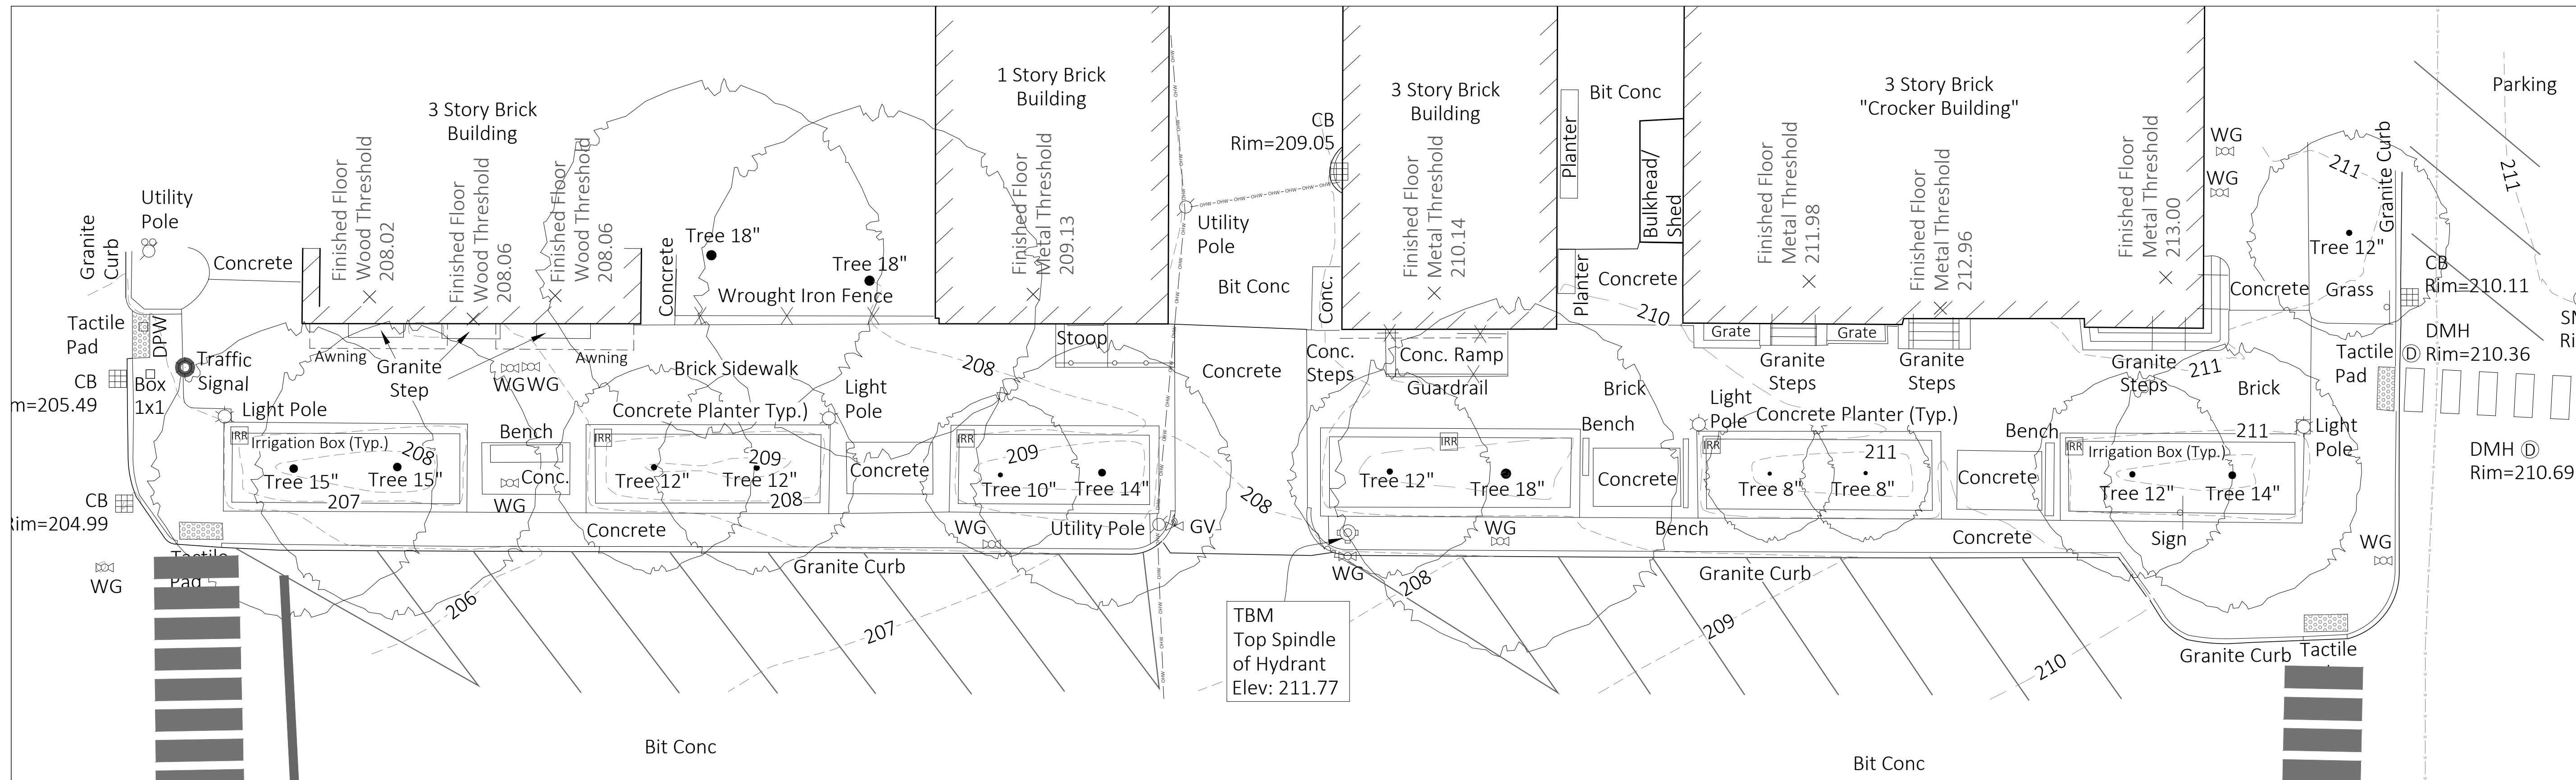 1 Story Brick
Building
3 Story Brick
Building
3 Story Brick
Building
3 Story Brick
"Crocker Building"
Bit Conc
Parking
CB
Rim=209.05
Planter
Bulkhead/
Shed
WG
WG
Granite Curb
211
211
Utility
Pole
Granite
Curb
Concrete
Finished Floor
Wood Threshold
208.02
Finished Floor
Wood Threshold
208.06
Finished Floor
Wood Threshold
208.06
Concrete
Tree 18"
Tree 18"
Wrought Iron Fence
Finished Floor
Metal Threshold
209.13
OHW
Utility
Pole
Bit Conc
Conc.
Finished Floor
Metal Threshold
210.14
Planter
Concrete
210
Finished Floor
Metal Threshold
211.98
Finished Floor
Metal Threshold
212.96
Finished Floor
Metal Threshold
213.00
Tree 12"
Concrete
Grass
CB
Rim=210.11
Tactile
Pad
DPW
Traffic
Signal
CB
Box
1x1
Awning
Granite
Step
Awning
WG
WG
Brick Sidewalk
208
Stoop
Concrete
Conc.
Steps
Conc. Ramp
Guardrail
Brick
Grate
Grate
Granite
Steps
Granite
Steps
Granite
Steps
211
Brick
Tactile
Pad
D
DMH
Rim=210.36
Light Pole
Light
Pole
Concrete Planter Typ.)
Light
Pole
Concrete Planter (Typ.)
Light
Pole
DMH D
Rim=210.69
IRR
Irrigation Box (Typ.)
208
Tree 15"
Tree 15"
207
Bench
Conc.
WG
IRR
209
Tree 12"
Tree 12"
208
Concrete
IRR
209
Tree 10"
Tree 14"
208
IRR
Tree 12"
Tree 18"
Bench
Concrete
Bench
IRR
211
Tree 8"
Tree 8"
Bench
Concrete
IRR
Irrigation Box (Typ.)
211
Tree 12"
Tree 14"
Sign
CB
Concrete
WG
Utility Pole
GV
WG
Concrete
WG
WG
Tactile
Pad
Granite Curb
WG
Granite Curb
206
207
208
209
210
TBM
Top Spindle
of Hydrant
Elev: 211.77
Granite Curb
Tactile
Bit Conc
Bit Conc